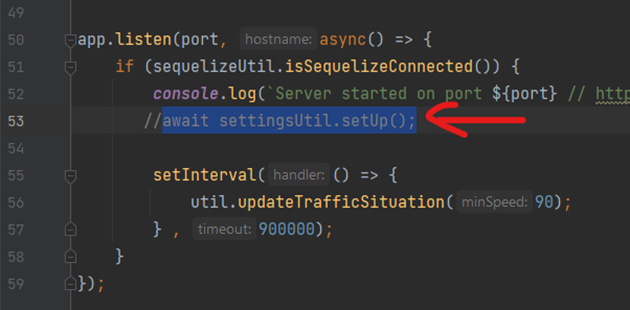 49
50 app.listen(port, hostname: async() => {
51 if (sequelizeUtil.isSequelizeConnected()) {
52 console.log(`Server started on port ${port} // http
53 //await settingsUtil.setUp();
54
55 setInterval( handler: () => {
56 util.updateTrafficSituation( minSpeed: 90);
57 } , timeout: 900000);
58 }
59 });